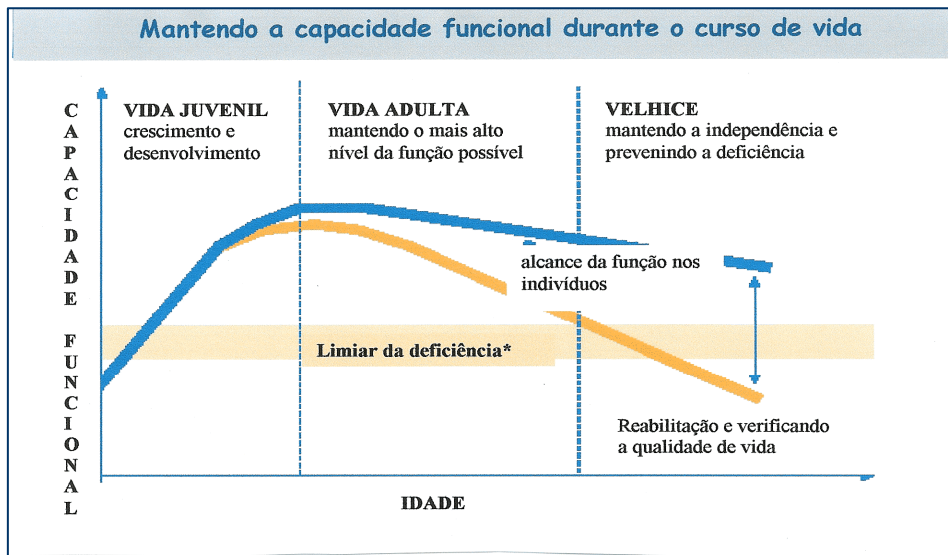 Mantendo a capacidade funcional durante o curso de vida
CAPACIDADE FUNCIONAL
VIDA JUVENIL
crescimento e
desenvolvimento
VIDA ADULTA
mantendo o mais alto
nível da função possível
VELHICE
mantendo a independência e
prevenindo a deficiência
alcance da função nos
indivíduos
Limiar da deficiência*
Reabilitação e verificando
a qualidade de vida
IDADE